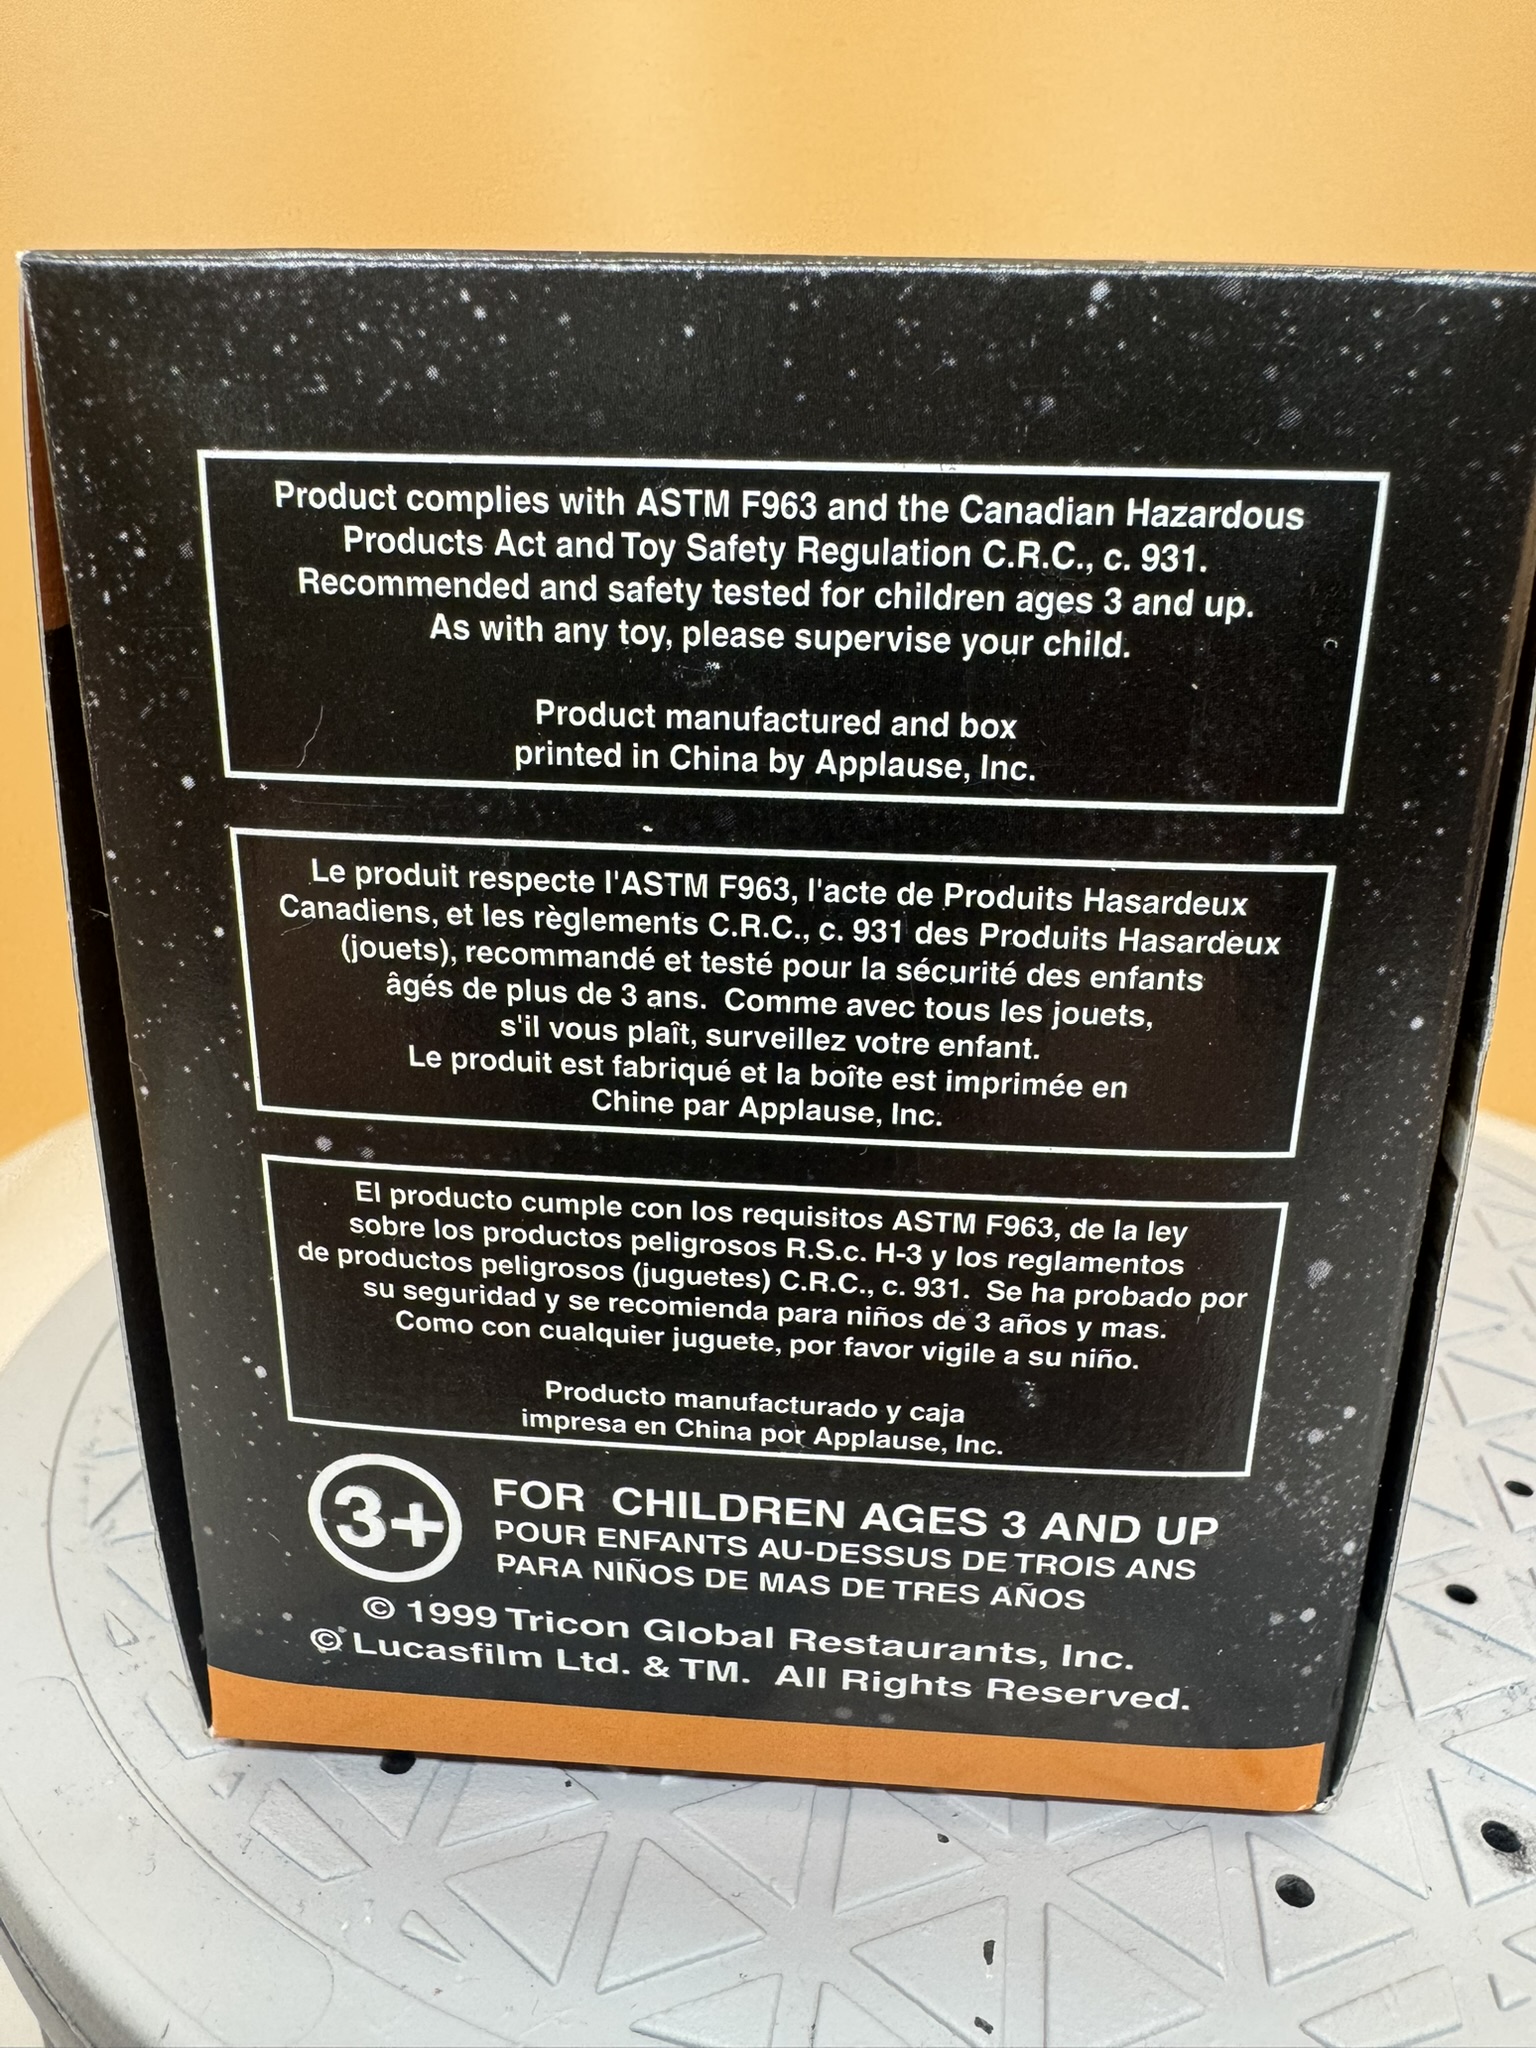 Product complies with ASTM F963 and the Canadian Hazardous
Products Act and Toy Safety Regulation C.R.C., c. 931.
Recommended and safety tested for children ages 3 and up.
As with any toy, please supervise your child.
Product manufactured and box
printed in China by Applause, Inc.
Le produit respecte l'ASTM F963, l'acte de Produits Hasardeux
Canadiens, et les règlements C.R.C., c. 931 des Produits Hasardeux
(jouets), recommandé et testé pour la sécurité des enfants
âgés de plus de 3 ans. Comme avec tous les jouets,
s'il vous plaît, surveillez votre enfant.
Le produit est fabriqué et la boîte est imprimée en
Chine par Applause, Inc.
El producto cumple con los requisitos ASTM F963, de la ley
sobre los productos peligrosos R.S.c. H-3 y los reglamentos
de productos peligrosos (juguetes) C.R.C., c. 931. Se ha probado por
su seguridad y se recomienda para niños de 3 años y mas.
Como con cualquier juguete, por favor vigile a su niño.
Producto manufacturado y caja
impresa en China por Applause, Inc.
3+
FOR CHILDREN AGES 3 AND UP
POUR ENFANTS AU-DESSUS DE TROIS ANS
PARA NIÑOS DE MAS DE TRES AÑOS
© 1999 Tricon Global Restaurants, Inc.
© Lucasfilm Ltd. & TM. All Rights Reserved.